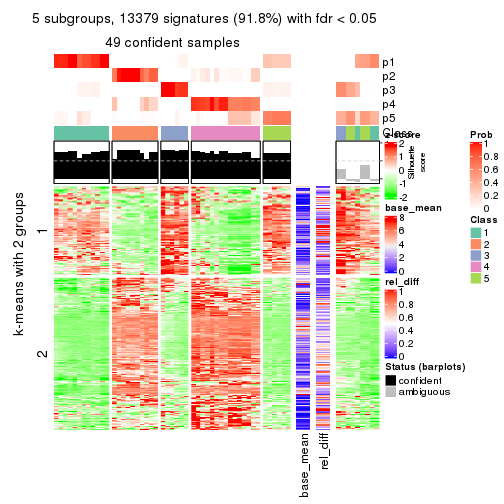 5 subgroups, 13379 signatures (91.8%) with fdr < 0.05
49 confident samples
p1
p2
p3
p4
p5
Class
Silhouette
score
k-means with 2 groups
1
2
base_mean
rel_diff
z-score
2
1
0
-1
-2
base_mean
8
6
4
2
0
rel_diff
1
0.8
0.6
0.4
0.2
0
Status (barplots)
confident
ambiguous
Prob
1
0.8
0.6
0.4
0.2
0
Class
1
2
3
4
5